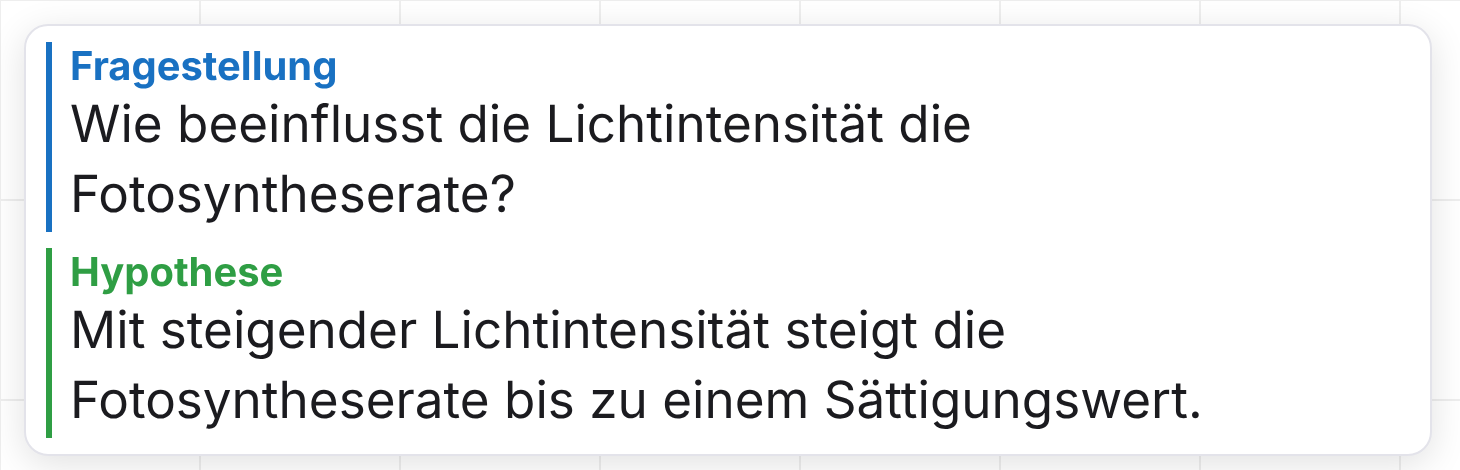 Fragestellung
Wie beeinflusst die Lichtintensität die
Fotosyntheserate?
Hypothese
Mit steigender Lichtintensität steigt die
Fotosyntheserate bis zu einem Sättigungswert.